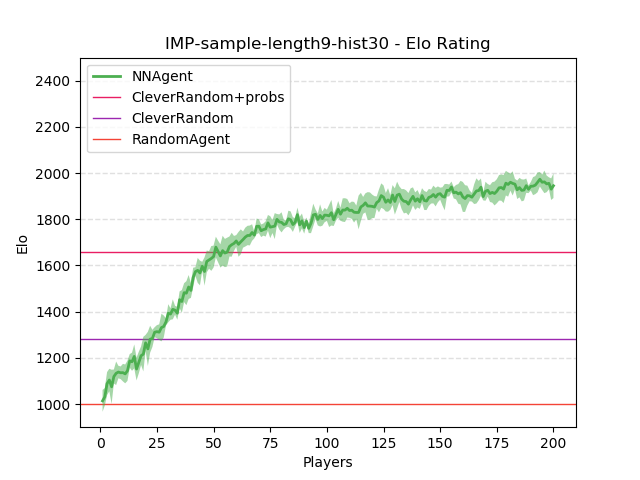 IMP-sample-length9-hist30 - Elo Rating
NNAgent
CleverRandom+probs
CleverRandom
RandomAgent
2400
2200
2000
1800
1600
1400
1200
1000
Elo
0 25 50 75 100 125 150 175 200
Players